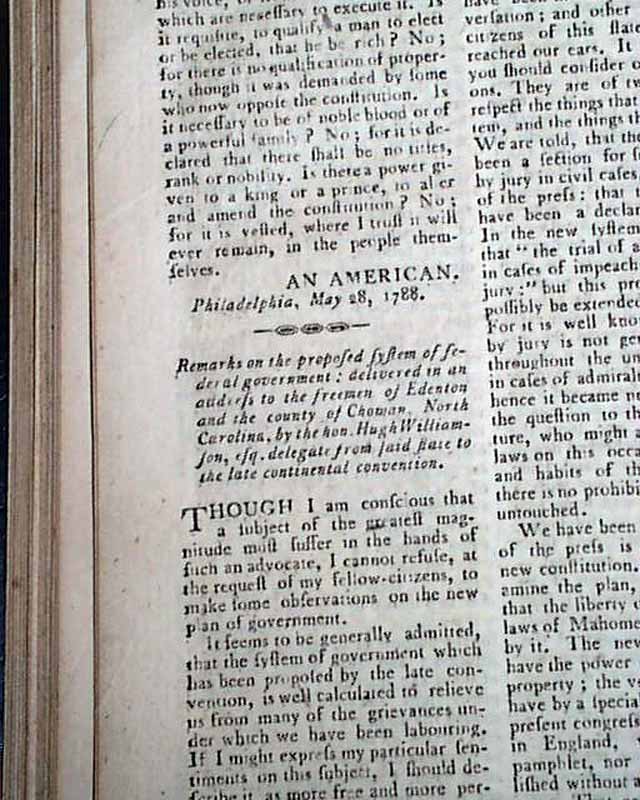 which are neceſſary to execute it. Is
it requiſite, to qualify a man to elect
or be elected, that he be rich? No;
for there is no qualification of proper-
ty, though it was demanded by ſome
who now oppoſe the conſtitution. Is
it neceſſary to be of noble blood or of
a powerful family? No; for it is de-
clared that there ſhall be no titles,
rank or nobility. Is there a power gi-
ven to a king or a prince, to alter
and amend the conſtitution? No;
for it is veſted, where I truſt it will
ever remain, in the people them-
ſelves.
AN AMERICAN.
Philadelphia, May 28, 1788.
Remarks on the propoſed ſyſtem of fe-
deral government: delivered in an
addreſs to the freemen of Edenton
and the county of Chowan, North
Carolina, by the hon. Hugh William-
ſon, eſq. delegate from ſaid ſtate to
the late continental convention.
THOUGH I am conſcious that
a ſubject of the greateſt mag-
nitude muſt ſuffer in the hands of
ſuch an advocate, I cannot refuſe, at
the requeſt of my fellow-citizens, to
make ſome obſervations on the new
plan of government.
It ſeems to be generally admitted,
that the ſyſtem of government which
has been propoſed by the late con-
vention, is well calculated to relieve
us from many of the grievances un-
der which we have been labouring.
If I might expreſs my particular ſen-
timents on this ſubject, I ſhould de-
ſcribe it, as more free and more per-
verſation; and other
citizens of this ſtate
reached our ears. It
you ſhould conſider
ons. They are of
reſpect the things that
tem, and the things
We are told, that
been a ſection for
by jury in civil caſes,
of the preſs: that
have been a
In the new ſyſtem
that "the trial of
in caſes of
jury:" but this
poſſibly be extended
For it is well
by jury is not
throughout the
in caſes of
hence it became
the queſtion to
ture, who might
laws on this
and habits of
there is no
untouched.
We have been
of the preſs is
new conſtitution.
amine the plan,
that the liberty
laws of
by it. The
have the power
property; the
have by a
preſent congreſs
in England,
pamphlet, nor
liſhed without